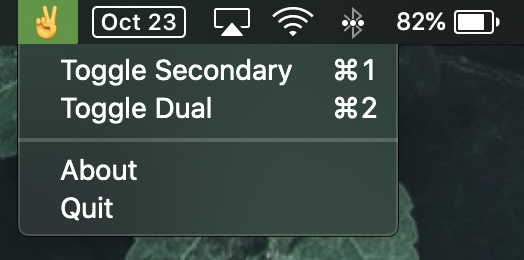 Oct 23 82%
Toggle Secondary ⌘1
Toggle Dual ⌘2
About
Quit